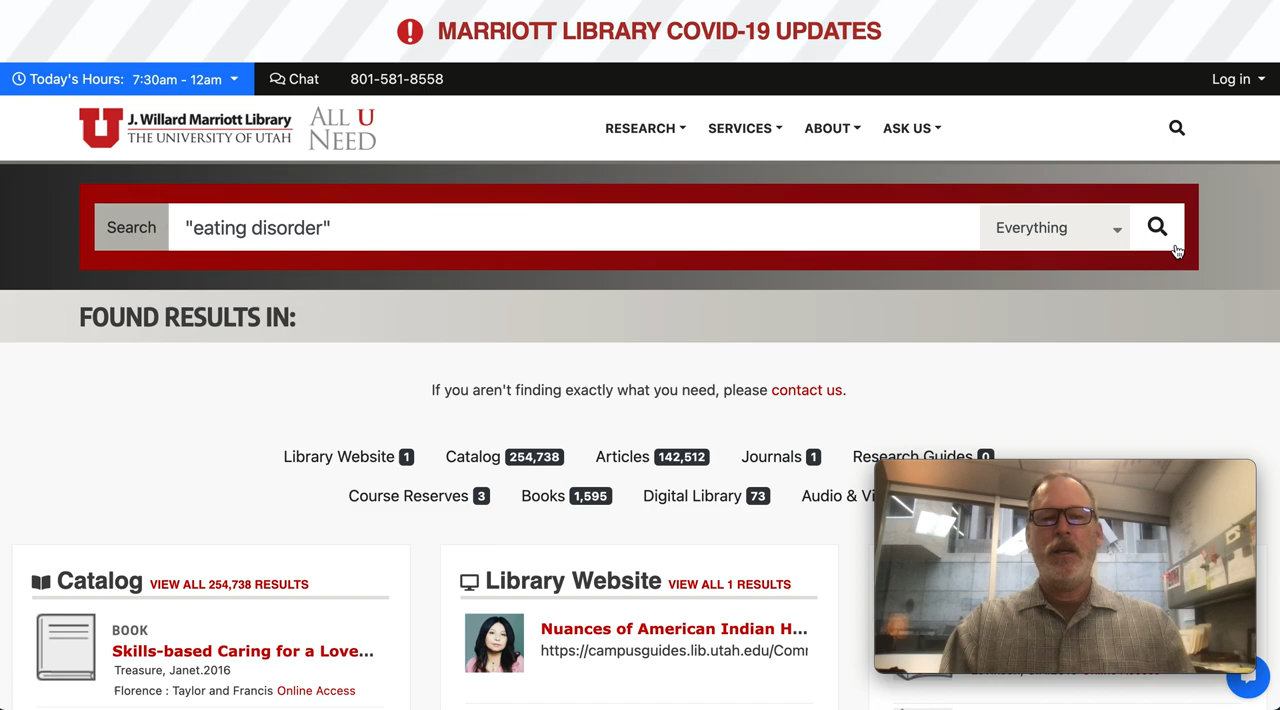 MARRIOTT LIBRARY COVID-19 UPDATES
Today's Hours: 7:30am - 12am Chat 801-581-8558 Log in
J. Willard Marriott Library
THE UNIVERSITY OF UTAH
ALL U
NEED
RESEARCH SERVICES ABOUT ASK US
Search "eating disorder" Everything
FOUND RESULTS IN:
If you aren't finding exactly what you need, please contact us.
Library Website 1 Catalog 254,738 Articles 142,512 Journals 1 Research Guides 0
Course Reserves 3 Books 1,595 Digital Library 73 Audio & Vi
Catalog VIEW ALL 254,738 RESULTS
BOOK
Skills-based Caring for a Love...
Treasure, Janet.2016
Florence : Taylor and Francis Online Access
Library Website VIEW ALL 1 RESULTS
Nuances of American Indian H...
https://campusguides.lib.utah.edu/Comm